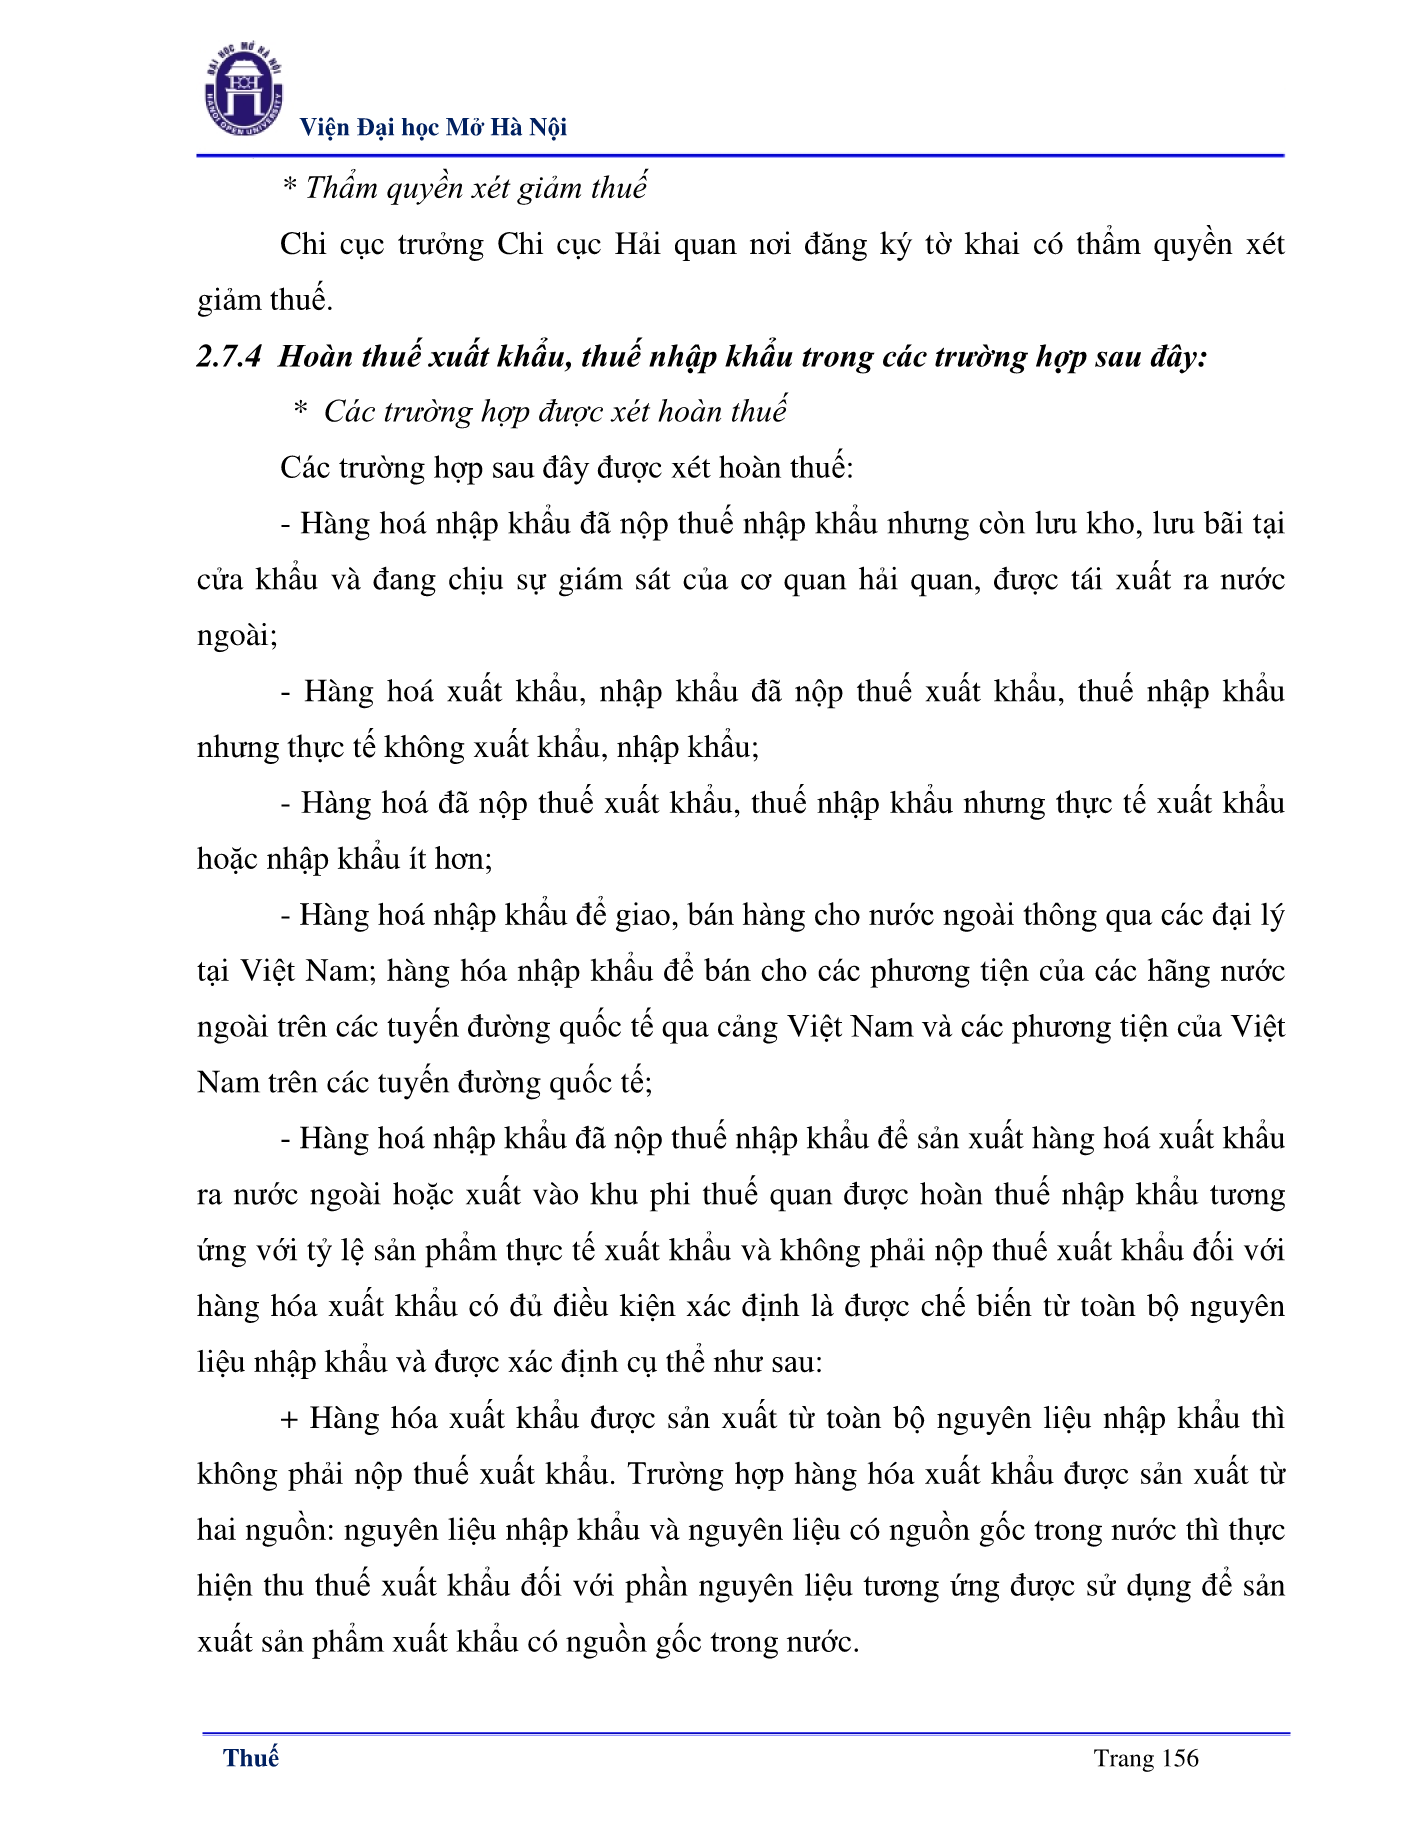 ĐẠI HỌC MỞ HÀ NỘI
HANOI OPEN UNIVERSITY
Viện Đại học Mở Hà Nội
* Thẩm quyền xét giảm thuế
Chi cục trưởng Chi cục Hải quan nơi đăng ký tờ khai có thẩm quyền xét
giảm thuế.
2.7.4 Hoàn thuế xuất khẩu, thuế nhập khẩu trong các trường hợp sau đây:
* Các trường hợp được xét hoàn thuế
Các trường hợp sau đây được xét hoàn thuế:
- Hàng hoá nhập khẩu đã nộp thuế nhập khẩu nhưng còn lưu kho, lưu bãi tại
cửa khẩu và đang chịu sự giám sát của cơ quan hải quan, được tái xuất ra nước
ngoài;
- Hàng hoá xuất khẩu, nhập khẩu đã nộp thuế xuất khẩu, thuế nhập khẩu
nhưng thực tế không xuất khẩu, nhập khẩu;
- Hàng hoá đã nộp thuế xuất khẩu, thuế nhập khẩu nhưng thực tế xuất khẩu
hoặc nhập khẩu ít hơn;
- Hàng hoá nhập khẩu để giao, bán hàng cho nước ngoài thông qua các đại lý
tại Việt Nam; hàng hóa nhập khẩu để bán cho các phương tiện của các hãng nước
ngoài trên các tuyến đường quốc tế qua cảng Việt Nam và các phương tiện của Việt
Nam trên các tuyến đường quốc tế;
- Hàng hoá nhập khẩu đã nộp thuế nhập khẩu để sản xuất hàng hoá xuất khẩu
ra nước ngoài hoặc xuất vào khu phi thuế quan được hoàn thuế nhập khẩu tương
ứng với tỷ lệ sản phẩm thực tế xuất khẩu và không phải nộp thuế xuất khẩu đối với
hàng hóa xuất khẩu có đủ điều kiện xác định là được chế biến từ toàn bộ nguyên
liệu nhập khẩu và được xác định cụ thể như sau:
+ Hàng hóa xuất khẩu được sản xuất từ toàn bộ nguyên liệu nhập khẩu thì
không phải nộp thuế xuất khẩu. Trường hợp hàng hóa xuất khẩu được sản xuất từ
hai nguồn: nguyên liệu nhập khẩu và nguyên liệu có nguồn gốc trong nước thì thực
hiện thu thuế xuất khẩu đối với phần nguyên liệu tương ứng được sử dụng để sản
xuất sản phẩm xuất khẩu có nguồn gốc trong nước.
Thuế
Trang 156